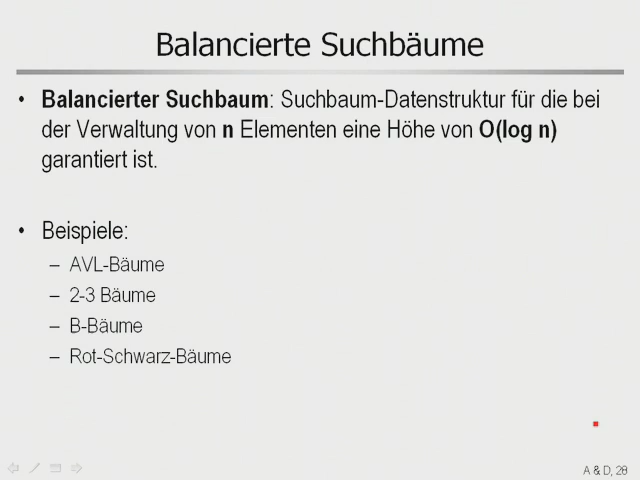 Balancierte Suchbäume
• Balancierter Suchbaum: Suchbaum-Datenstruktur für die bei
der Verwaltung von n Elementen eine Höhe von O(log n)
garantiert ist.
• Beispiele:
– AVL-Bäume
– 2-3 Bäume
– B-Bäume
– Rot-Schwarz-Bäume
A & D,